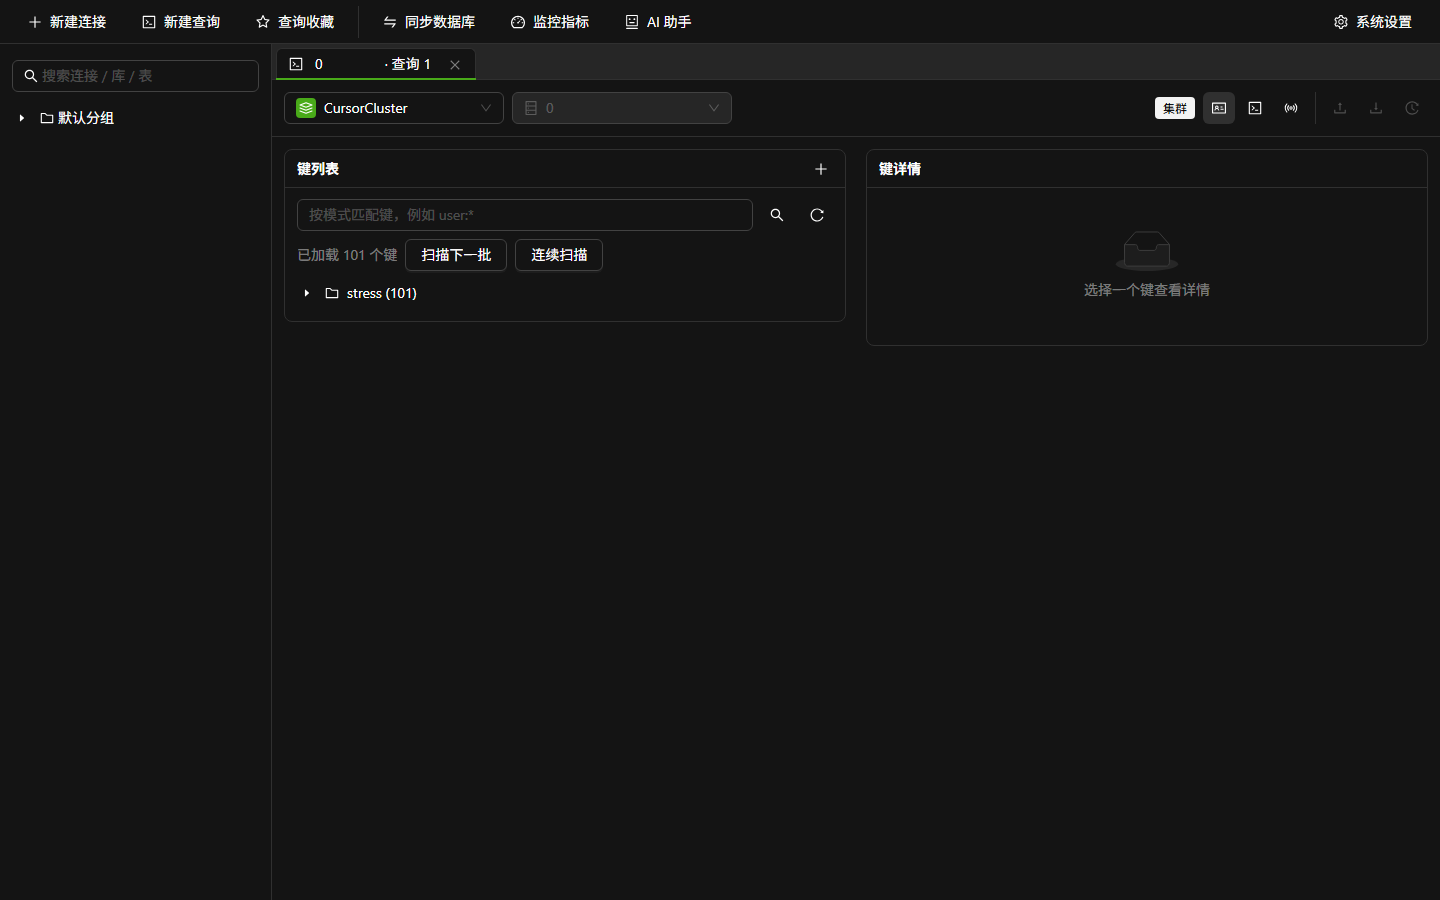 新建连接 新建查询 查询收藏 同步数据库 监控指标 AI 助手 系统设置
搜索连接 / 库 / 表
默认分组
0 · 查询 1
CursorCluster 0 集群
键列表
按模式匹配键，例如 user:*
已加载 101 个键 扫描下一批 连续扫描
stress (101)
键详情
选择一个键查看详情